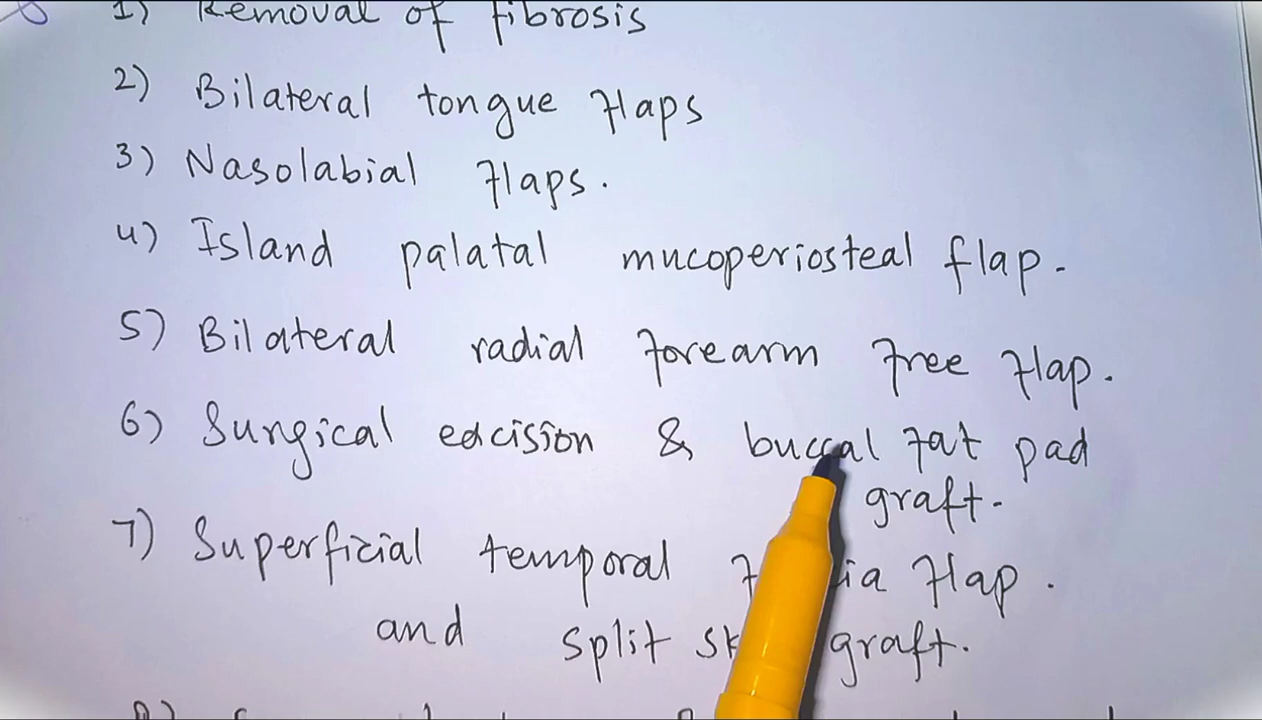 1) Removal of fibrosis
2) Bilateral tongue flaps
3) Nasolabial flaps.
4) Island palatal mucoperiosteal flap.
5) Bilateral radial forearm free flap.
6) Surgical excision & buccal fat pad
graft.
7) Superficial temporal flap.
and split graft.